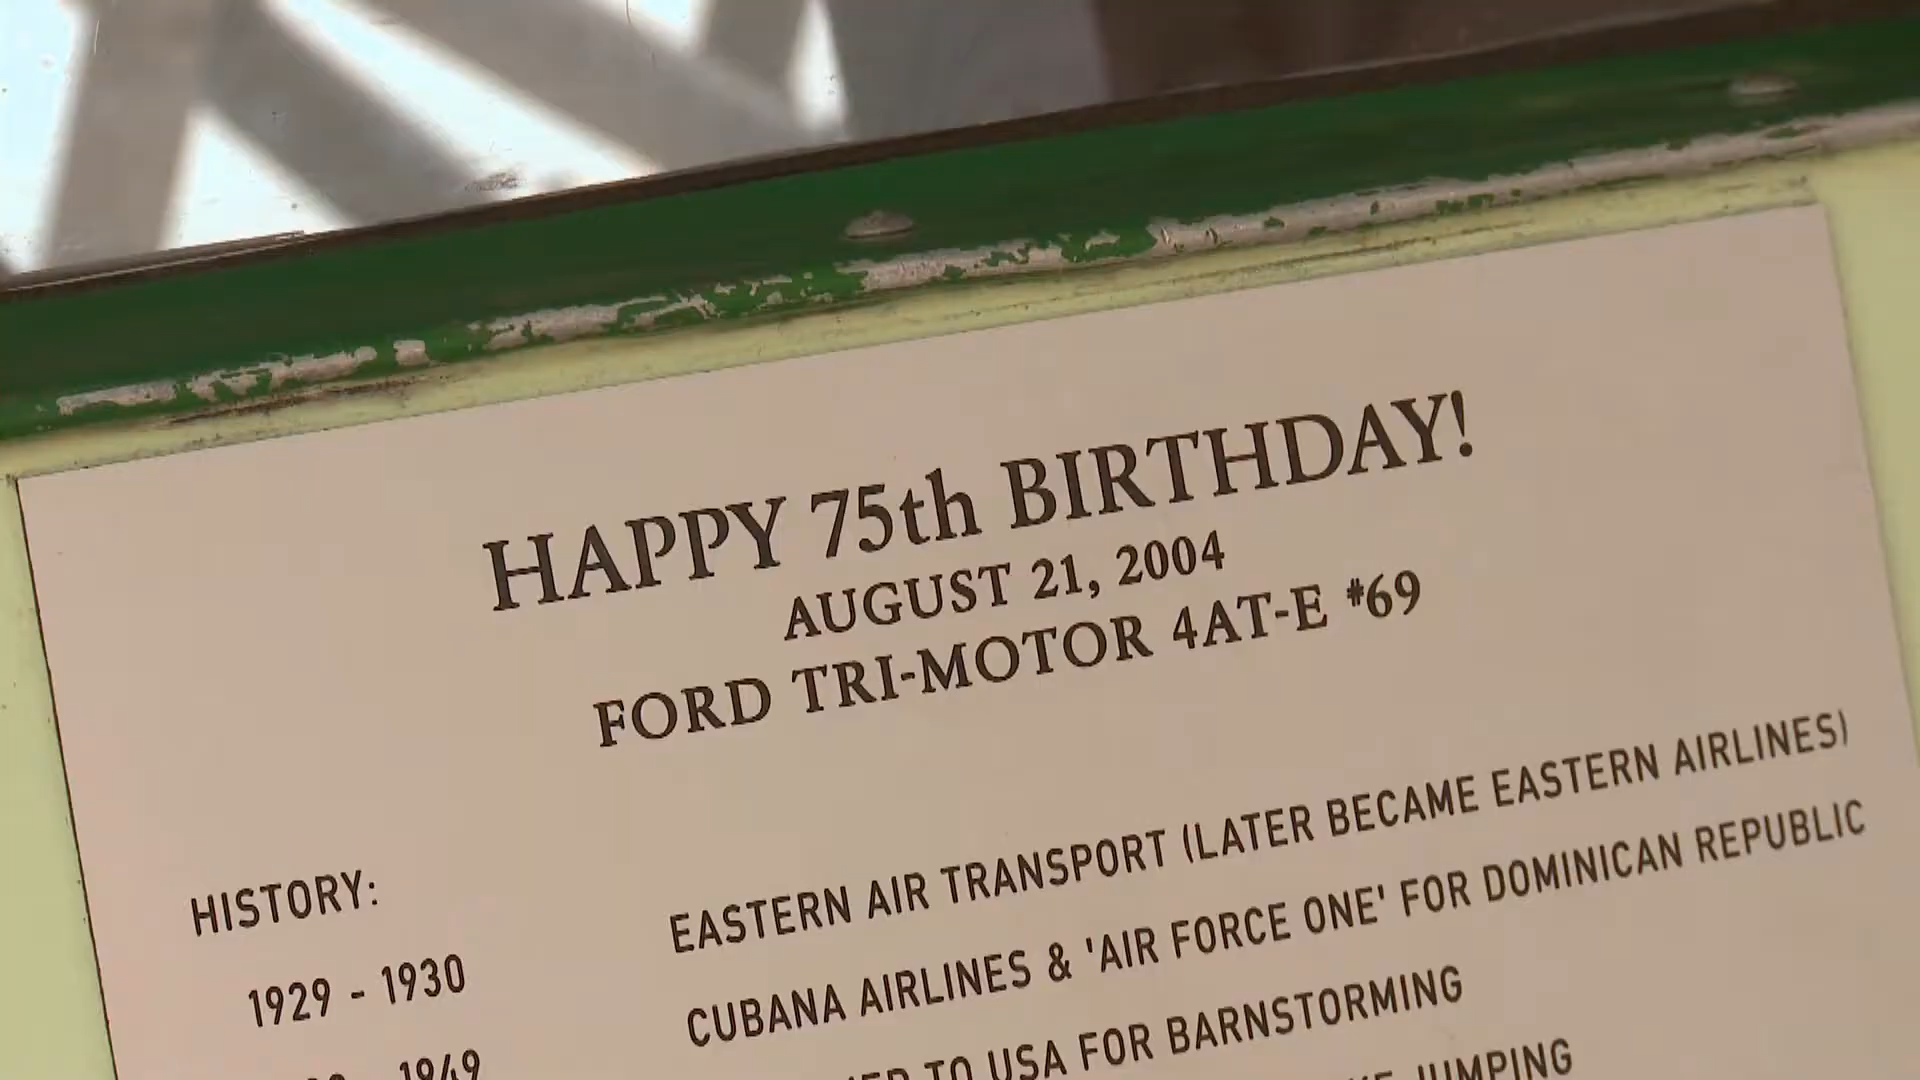 HAPPY 75th BIRTHDAY!
AUGUST 21, 2004
FORD TRI-MOTOR 4AT-E #69
HISTORY:
1929 - 1930 EASTERN AIR TRANSPORT (LATER BECAME EASTERN AIRLINES)
- 1949 CUBANA AIRLINES & 'AIR FORCE ONE' FOR DOMINICAN REPUBLIC
TO USA FOR BARNSTORMING
JUMPING